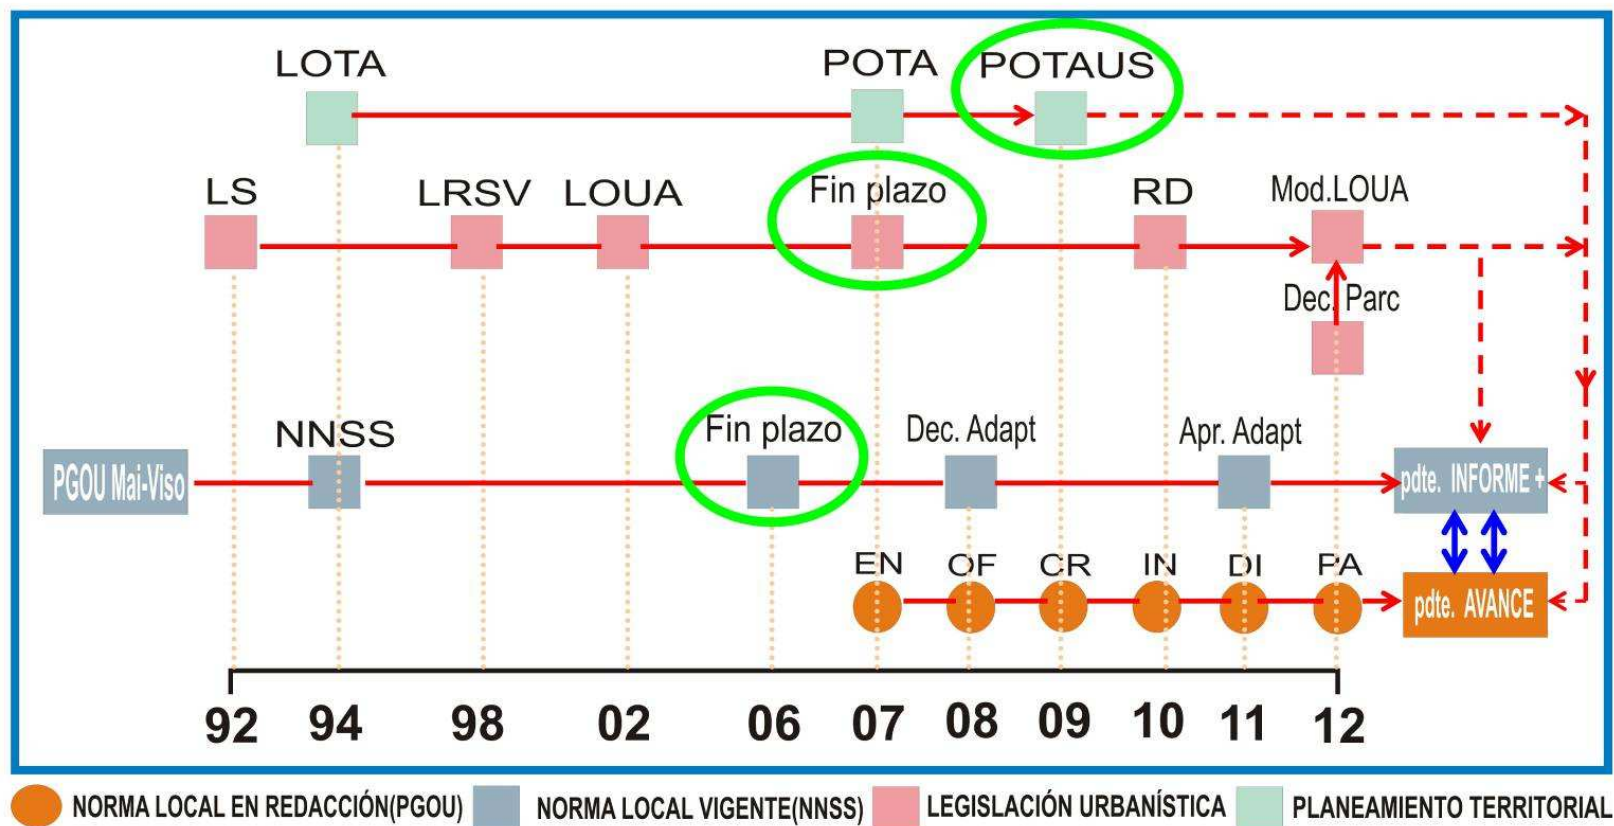 LOTA
POTA
POTAUS
LS
LRSV
LOUA
Fin plazo
RD
Mod.LOUA
Dec. Parc
PGOU Mai-Viso
NNSS
Fin plazo
Dec. Adapt
Apr. Adapt
pdte. INFORME +
EN
OF
CR
IN
DI
PA
pdte. AVANCE
92
94
98
02
06
07
08
09
10
11
12
NORMA LOCAL EN REDACCIÓN(PGOU)
NORMA LOCAL VIGENTE(NNSS)
LEGISLACIÓN URBANÍSTICA
PLANEAMIENTO TERRITORIAL